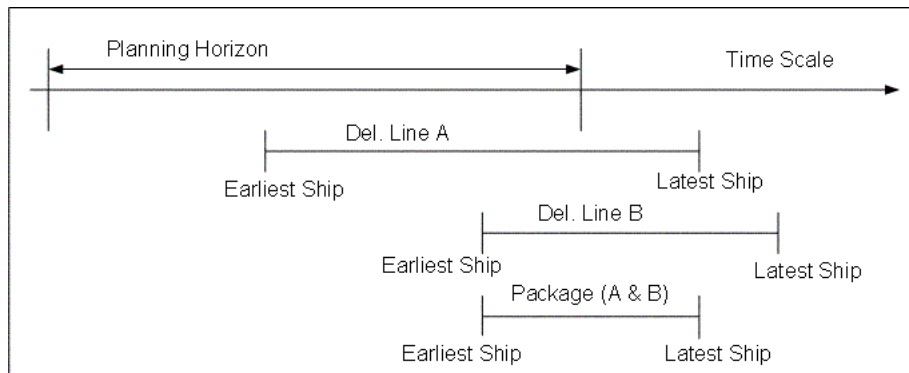 Planning Horizon
Time Scale
Del. Line A
Earliest Ship
Latest Ship
Del. Line B
Earliest Ship
Latest Ship
Package (A & B)
Earliest Ship
Latest Ship